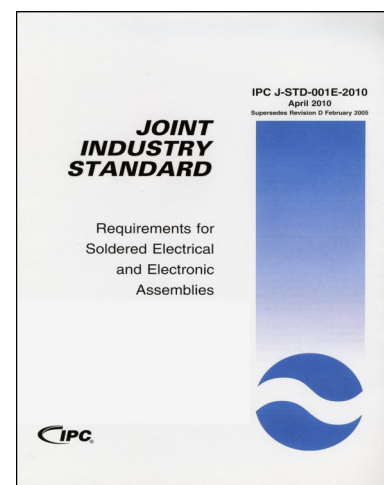 IPC J-STD-001E-2010
April 2010
Supersedes Revision D February 2005
JOINT
INDUSTRY
STANDARD
Requirements for
Soldered Electrical
and Electronic
Assemblies
IPC®